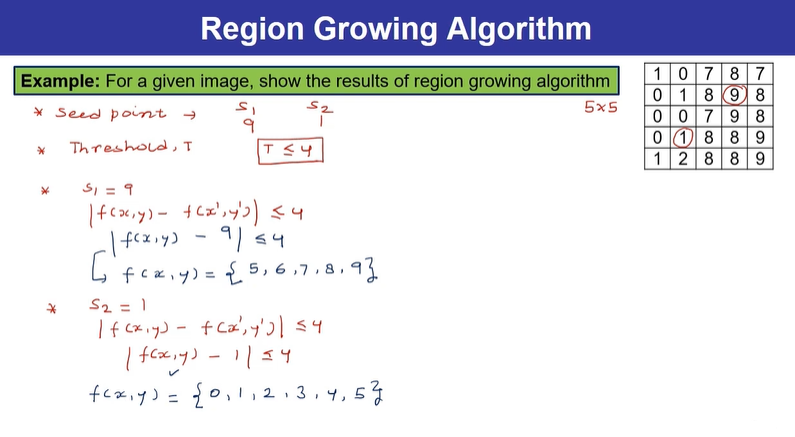 Region Growing Algorithm
Example: For a given image, show the results of region growing algorithm
1 0 7 8 7
0 1 8 9 8
0 0 7 9 8
0 1 8 8 9
1 2 8 8 9
5×5
* Seed point → S₁ S₂
9 1
* Threshold, T T ≤ 4
* S₁ = 9
|f(x,y) - f(x',y')| ≤ 4
|f(x,y) - 9| ≤ 4
f(x,y) = {5, 6, 7, 8, 9}
* S₂ = 1
|f(x,y) - f(x',y')| ≤ 4
|f(x,y) - 1| ≤ 4
f(x,y) = {0, 1, 2, 3, 4, 5}